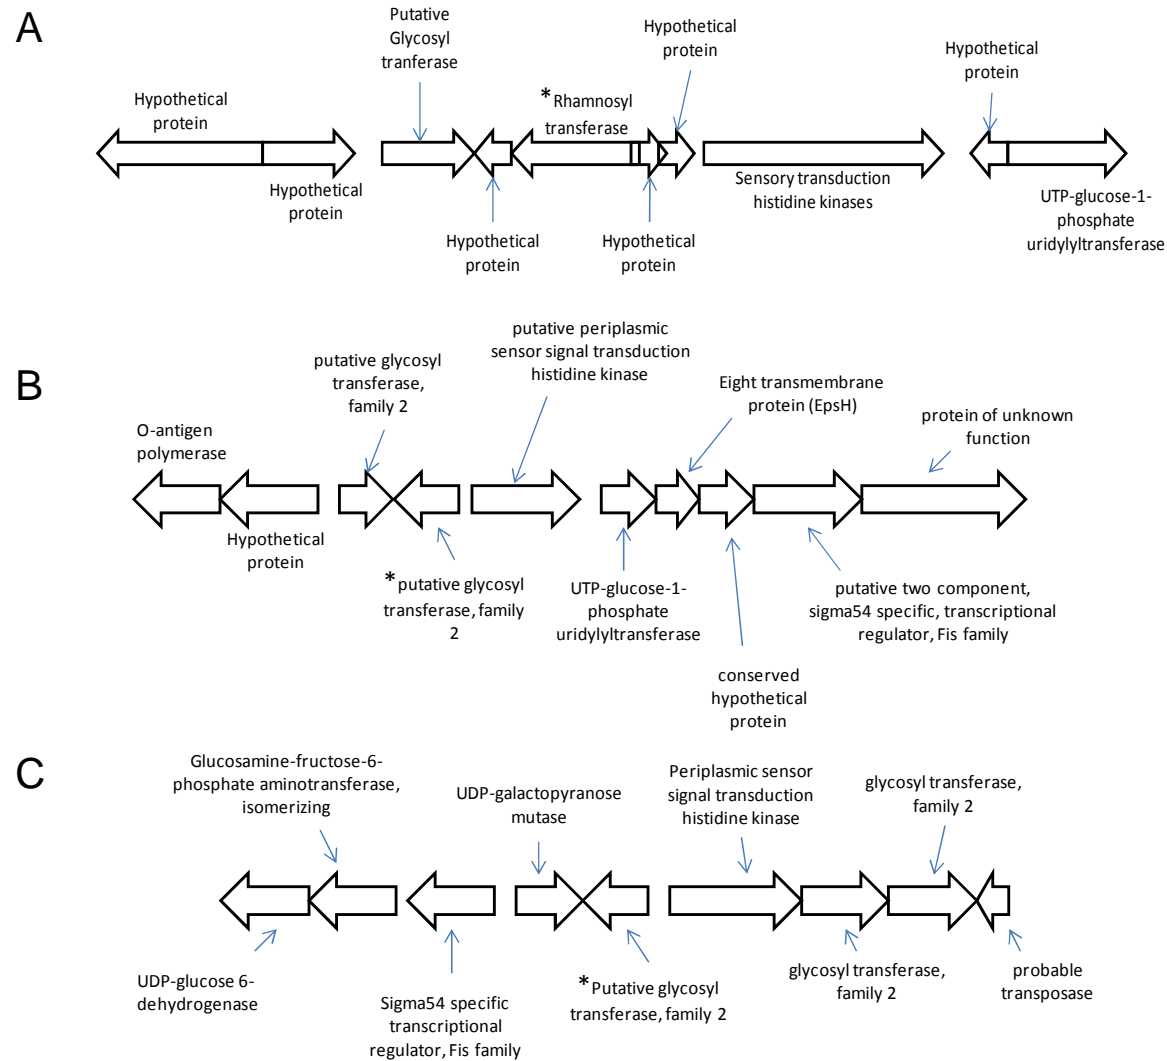 A
Putative
Glycosyl
tranferase
Hypothetical
protein
Hypothetical
protein
Hypothetical
protein
*Rhamnosyl
transferase
Hypothetical
protein
Sensory transduction
histidine kinases
UTP-glucose-1-
phosphate
uridylyltransferase
Hypothetical
protein
Hypothetical
protein
B
putative periplasmic
sensor signal transduction
histidine kinase
putative glycosyl
transferase,
family 2
Eight transmembrane
protein (EpsH)
protein of unknown
function
O-antigen
polymerase
Hypothetical
protein
*putative glycosyl
transferase, family
2
UTP-glucose-1-
phosphate
uridylyltransferase
putative two component,
sigma54 specific, transcriptional
regulator, Fis family
conserved
hypothetical
protein
C
Glucosamine-fructose-6-
phosphate aminotransferase,
isomerizing
UDP-galactopyranose
mutase
Periplasmic sensor
signal transduction
histidine kinase
glycosyl transferase,
family 2
UDP-glucose 6-
dehydrogenase
Sigma54 specific
transcriptional
regulator, Fis family
*Putative glycosyl
transferase, family 2
glycosyl transferase,
family 2
probable
transposase